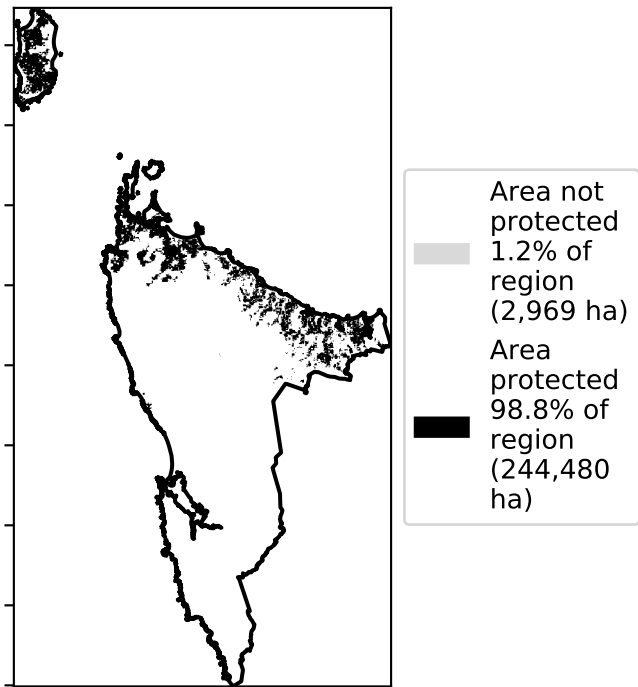 Area not
protected
1.2% of
region
(2,969 ha)
Area
protected
98.8% of
region
(244,480
ha)